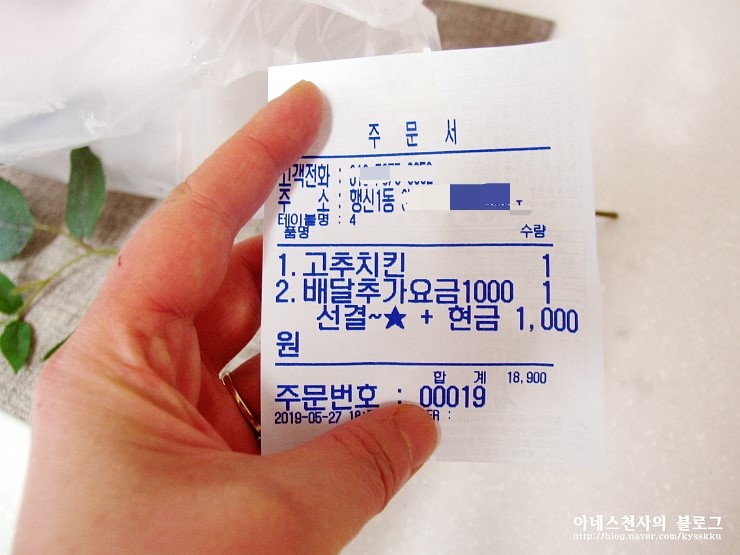 주 문 서
고객전화 :
주 소 : 행신1동
테이블명 : 4
품명 수량
1. 고추치킨 1
2. 배달추가요금1000 1
선결~★ + 현금 1,000
원
합 계 18,900
주문번호 : 00019
2019-05-27
아네스천사의 블로그
http://blog.naver.com/kysskku